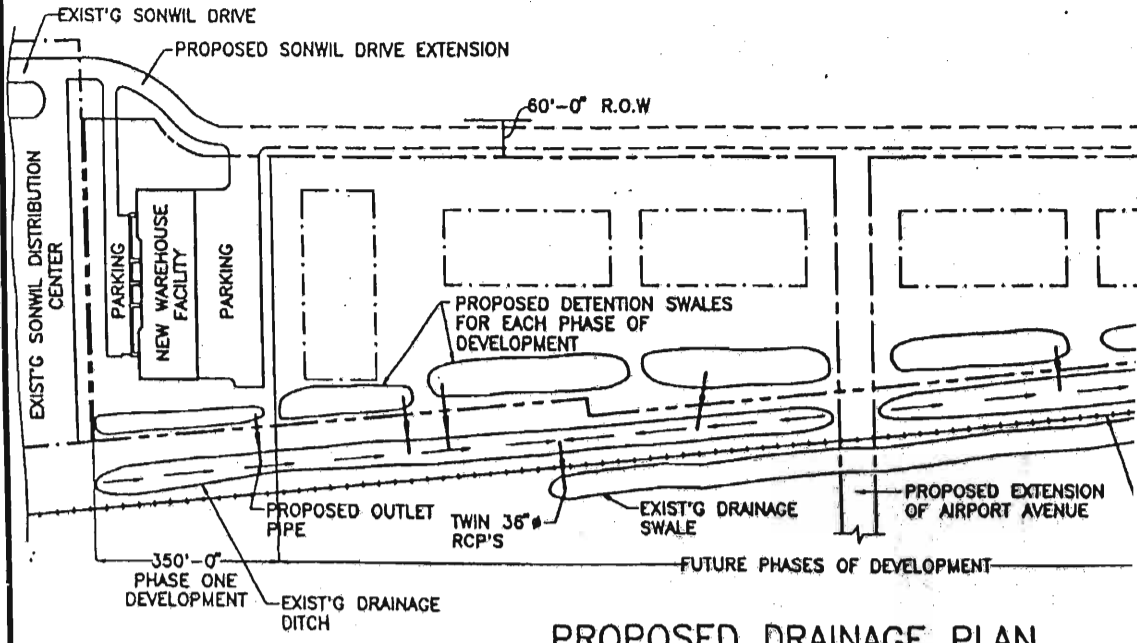 EXIST'G SONWIL DRIVE
PROPOSED SONWIL DRIVE EXTENSION
60'-0" R.O.W
EXIST'G SONWIL DISTRIBUTION
CENTER
PARKING
NEW WAREHOUSE
FACILITY
PARKING
PROPOSED DETENTION SWALES
FOR EACH PHASE OF
DEVELOPMENT
PROPOSED OUTLET
PIPE
TWIN 36"ø
RCP'S
EXIST'G DRAINAGE
SWALE
PROPOSED EXTENSION
OF AIRPORT AVENUE
350'-0"
PHASE ONE
DEVELOPMENT
FUTURE PHASES OF DEVELOPMENT
EXIST'G DRAINAGE
DITCH
PROPOSED DRAINAGE PLAN